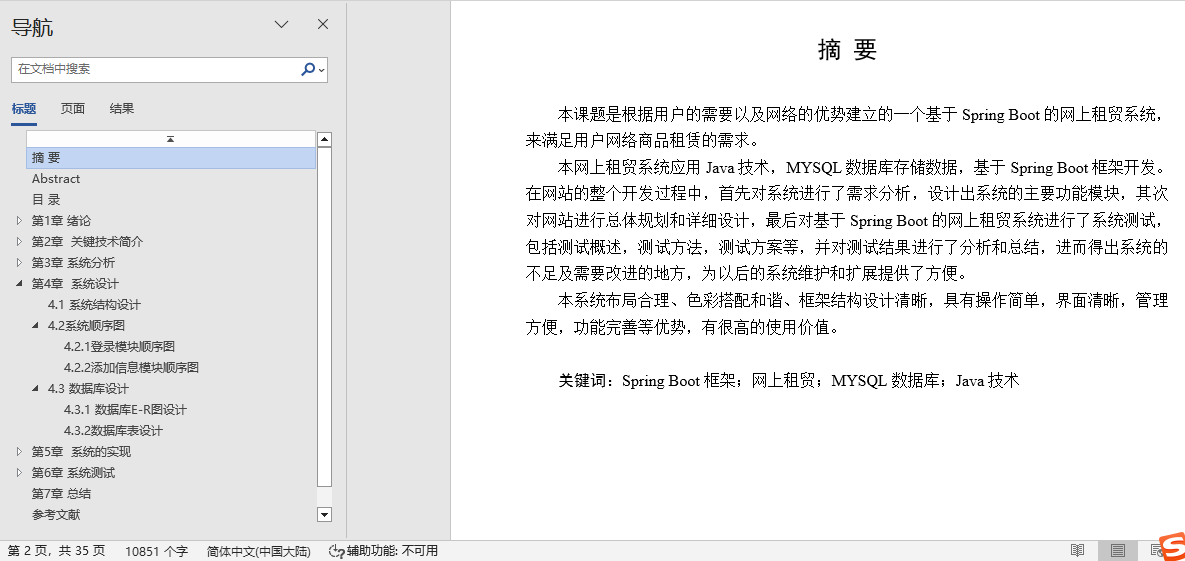 导航
在文档中搜索
标题 页面 结果
摘 要
Abstract
目 录
第1章 绪论
第2章 关键技术简介
第3章 系统分析
第4章 系统设计
4.1 系统结构设计
4.2系统顺序图
4.2.1登录模块顺序图
4.2.2添加信息模块顺序图
4.3 数据库设计
4.3.1 数据库E-R图设计
4.3.2数据库表设计
第5章 系统的实现
第6章 系统测试
第7章 总结
参考文献
摘 要
本课题是根据用户的需要以及网络的优势建立的一个基于 Spring Boot 的网上租贸系统，
来满足用户网络商品租赁的需求。
本网上租贸系统应用 Java 技术，MYSQL 数据库存储数据，基于 Spring Boot 框架开发。
在网站的整个开发过程中，首先对系统进行了需求分析，设计出系统的主要功能模块，其次
对网站进行总体规划和详细设计，最后对基于 Spring Boot 的网上租贸系统进行了系统测试，
包括测试概述，测试方法，测试方案等，并对测试结果进行了分析和总结，进而得出系统的
不足及需要改进的地方，为以后的系统维护和扩展提供了方便。
本系统布局合理、色彩搭配和谐、框架结构设计清晰，具有操作简单，界面清晰，管理
方便，功能完善等优势，有很高的使用价值。
关键词：Spring Boot 框架；网上租贸；MYSQL 数据库；Java 技术
第 2 页，共 35 页 10851 个字 简体中文(中国大陆) 辅助功能: 不可用